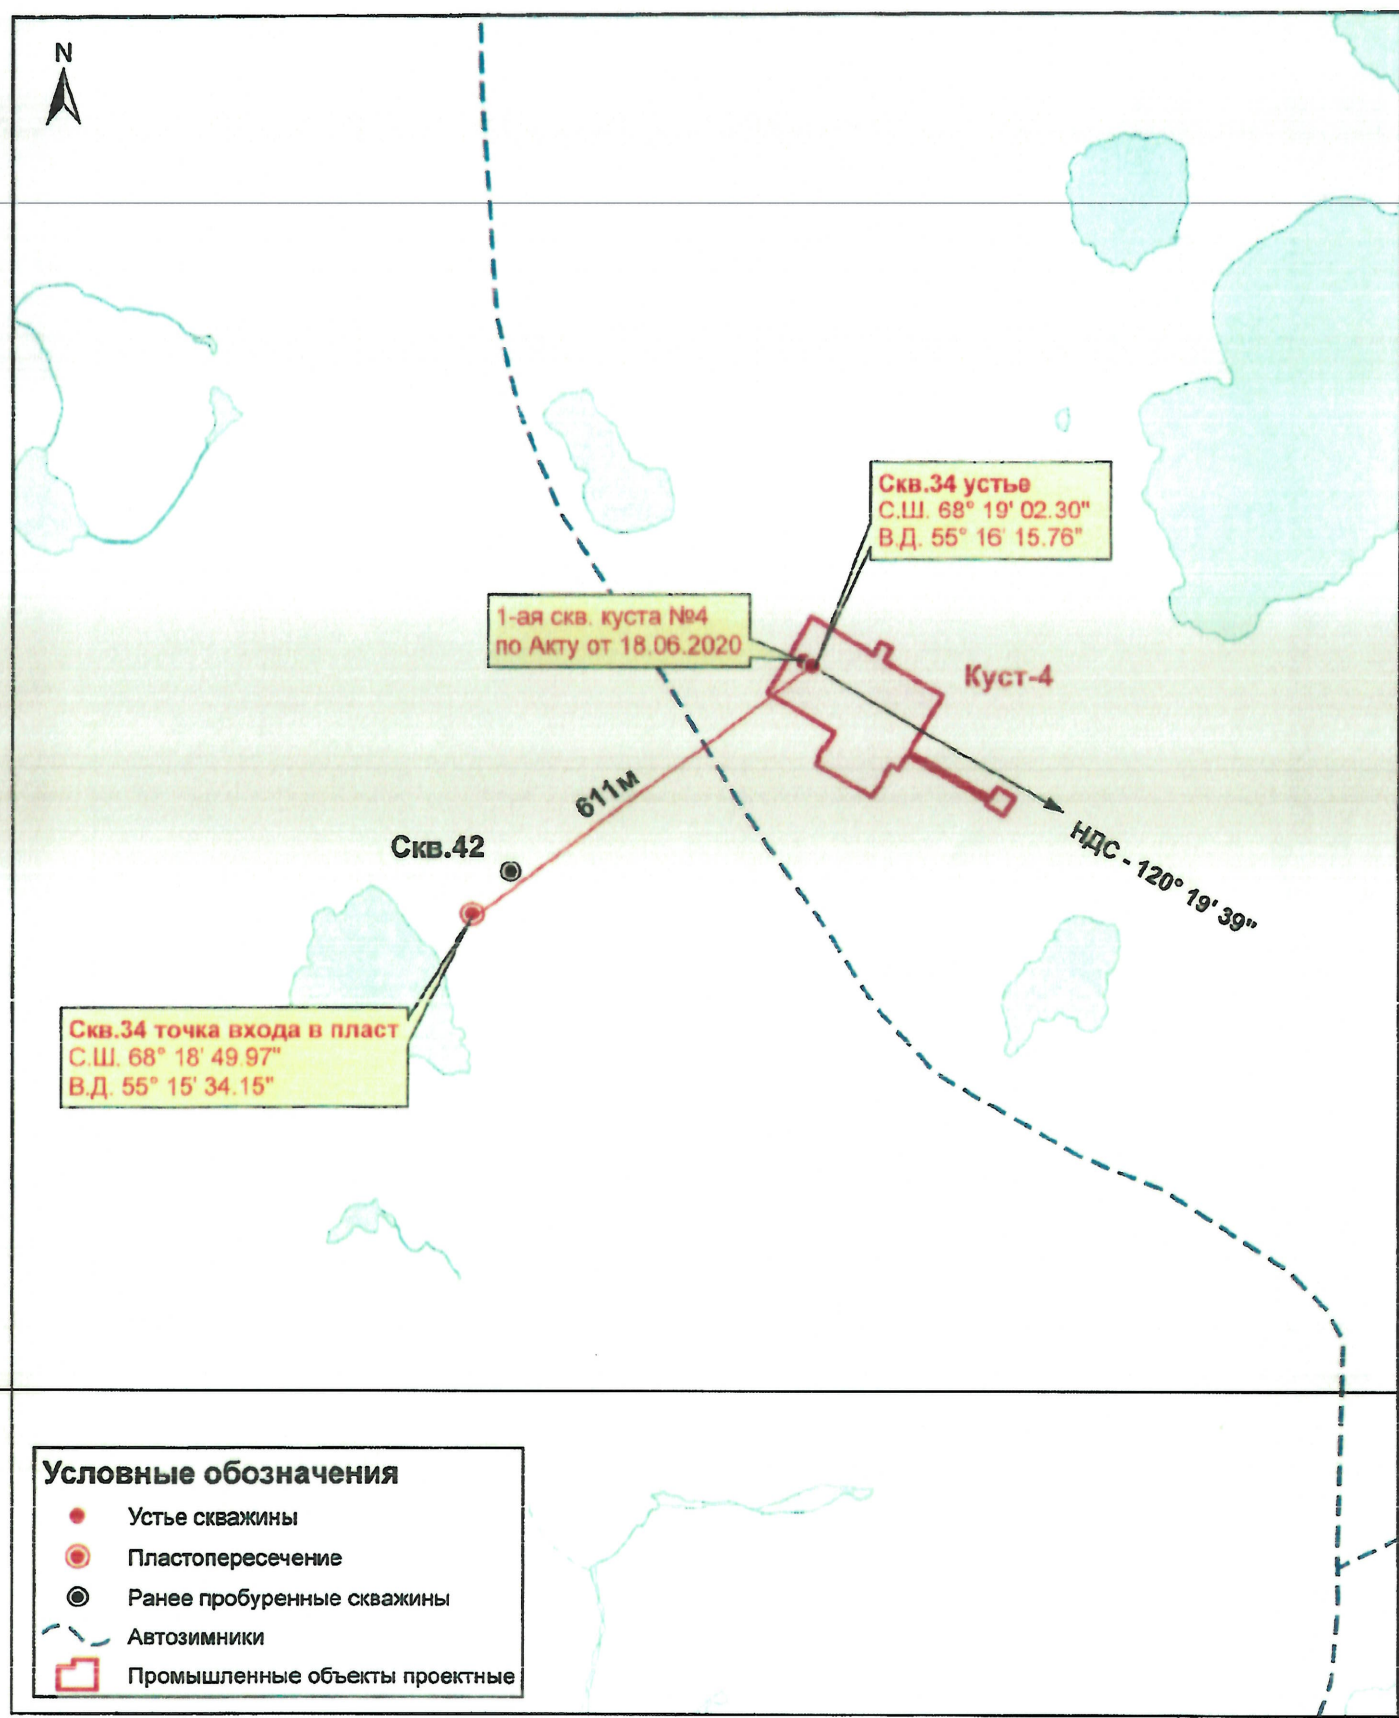 N
Скв.34 устье
С.Ш. 68° 19' 02.30"
В.Д. 55° 16' 15.76"
1-ая скв. куста №4
по Акту от 18.06.2020
Куст-4
611м
НДС - 120° 19' 39"
Скв.42
Скв.34 точка входа в пласт
С.Ш. 68° 18' 49.97"
В.Д. 55° 15' 34.15"
Условные обозначения
Устье скважины
Пластопересечение
Ранее пробуренные скважины
Автозимники
Промышленные объекты проектные